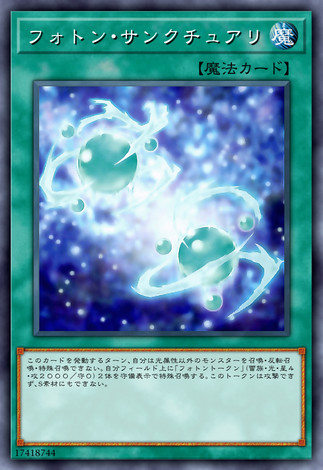 フォトン・サンクチュアリ
魔
【魔法カード】
このカードを発動するターン、自分は光属性以外のモンスターを召喚・反転召
喚・特殊召喚できない。自分フィールド上に「フォトントークン」(雷族・光・星4
・攻2000/守0)2体を守備表示で特殊召喚する。このトークンは攻撃でき
ず、S素材にもできない。
17418744